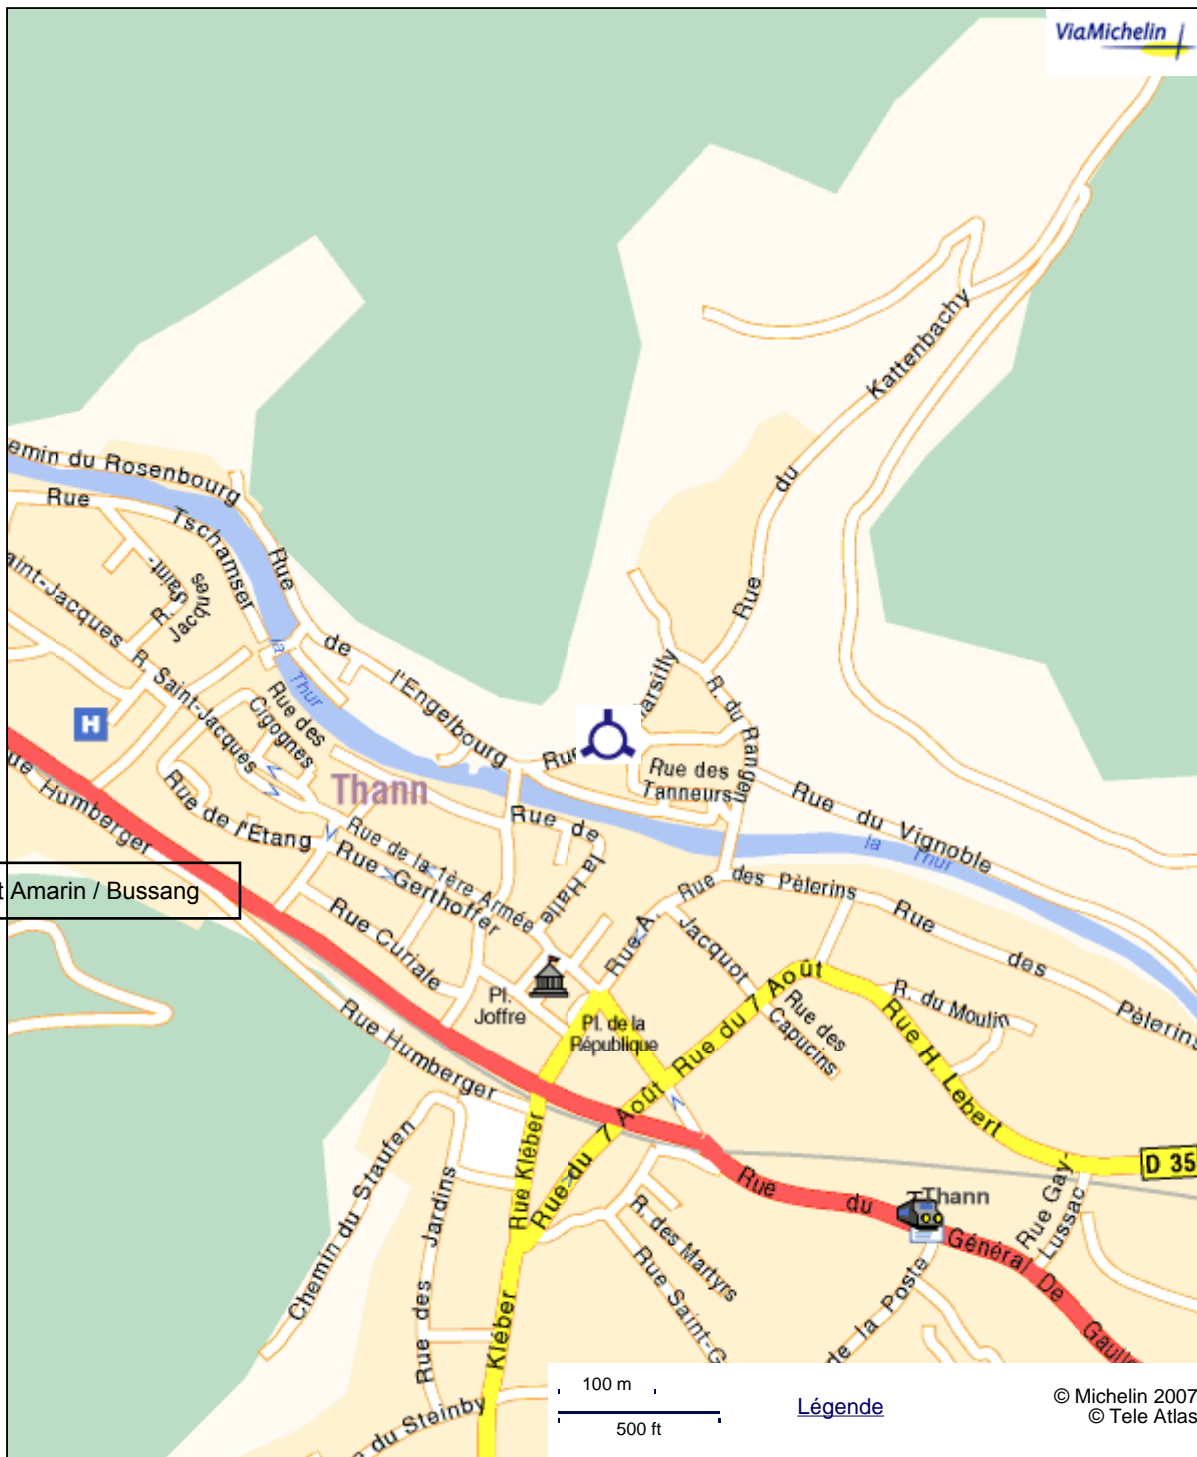 ViaMichelin
Kattenbachy
du
Rue
emin du Rosenbourg
Rue
Tschamser
Rue
de
l'Engelbourg
R. Saint-
Jacques
aint-Jacques
R. Saint-Jacques
la
Thur
Rue des
Cigognes
H
arsilly
R. du Rangen
Rue des
Tanneurs
Thann
Rue du Vignoble
la Thur
ue Humberger
Rue de l'Etang
Rue de la 1ère Armée
Rue Gerthoffer
Rue de
la Halle
t Amarin / Bussang
Rue Curiale
Rue A.
Jacquot
Rue des Pèlerins
Rue des Pèlerins
Pl.
Joffre
Pl. de la
République
Rue du 7 Août
Rue des
Capucins
R. du Moulin
Rue H. Lebert
Rue Humberger
Rue Kléber
Rue du 7 Août
D 35
Chemin du Staufen
Rue des Jardins
R. des Martyrs
Rue Saint-G
Rue du Général De
Gaulle
Thann
Rue Gay-
Lussac
de la Poste
Kléber
du Steinby
100 m
500 ft
Légende
© Michelin 2007
© Tele Atlas